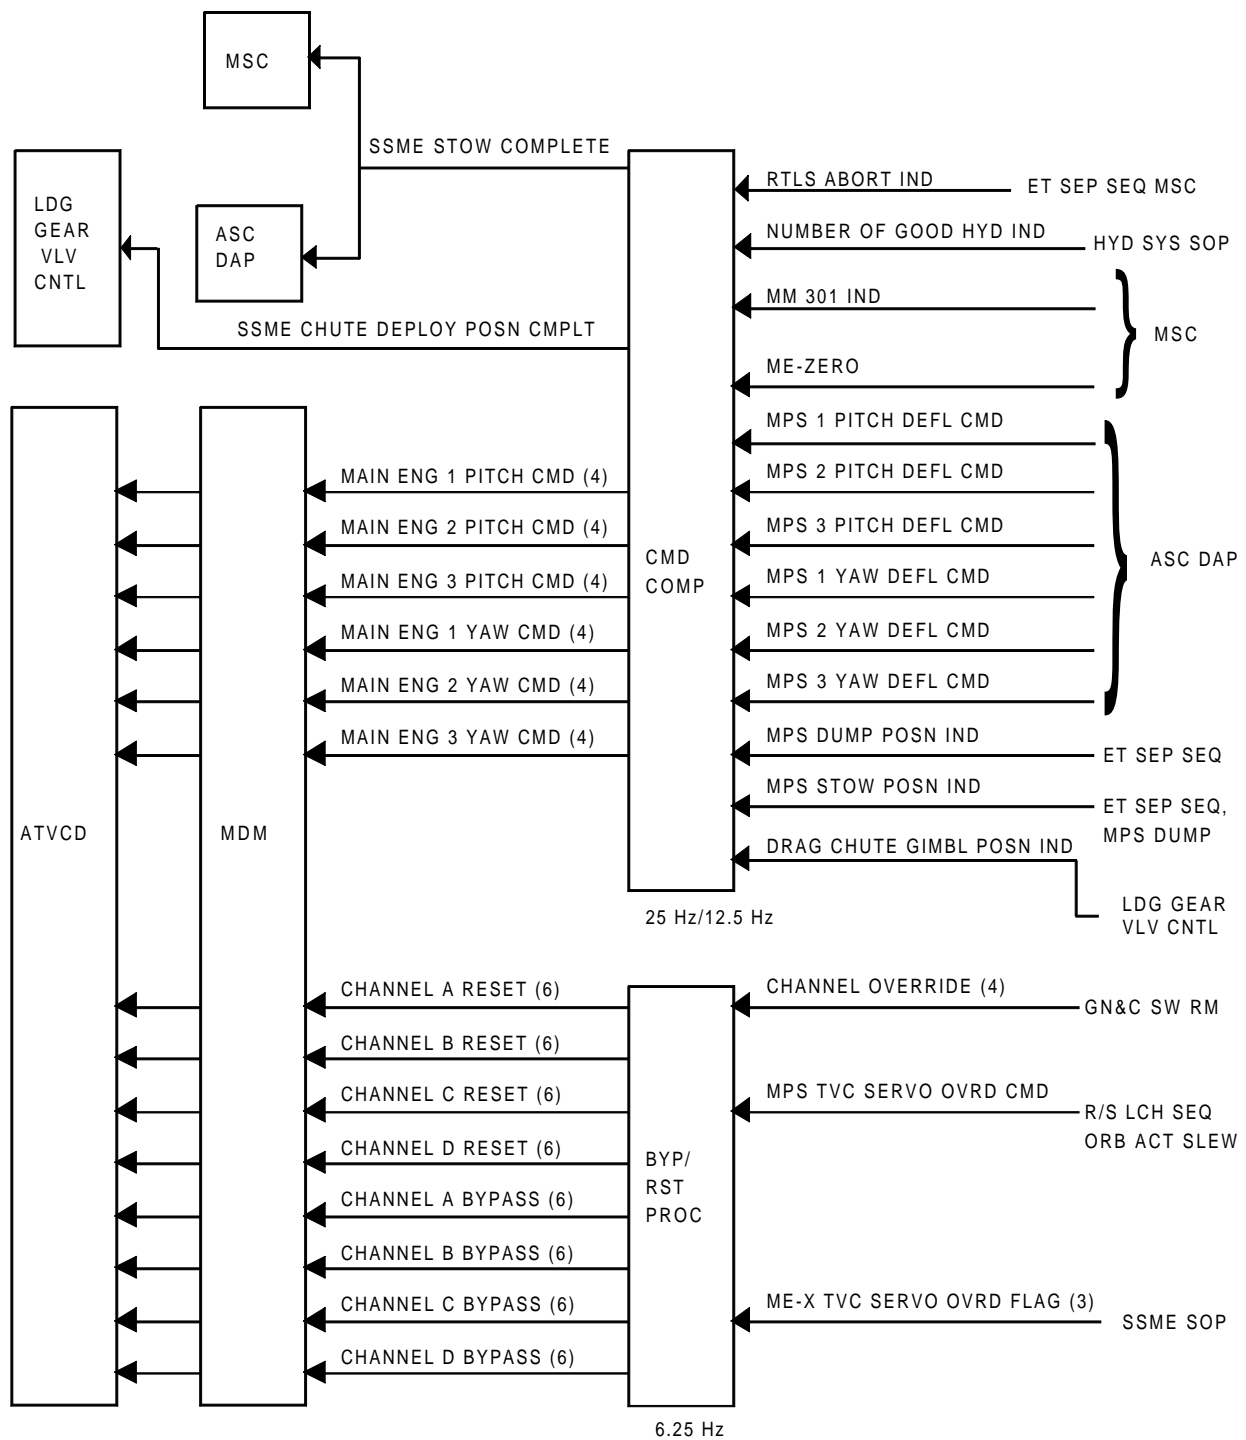 MSC
SSME STOW COMPLETE
LDG
GEAR
VLV
CNTL
ASC
DAP
SSME CHUTE DEPLOY POSN CMPLT
RTLS ABORT IND
ET SEP SEQ MSC
NUMBER OF GOOD HYD IND
HYD SYS SOP
MM 301 IND
MSC
ME-ZERO
MPS 1 PITCH DEFL CMD
MPS 2 PITCH DEFL CMD
MPS 3 PITCH DEFL CMD
MPS 1 YAW DEFL CMD
MPS 2 YAW DEFL CMD
MPS 3 YAW DEFL CMD
ASC DAP
MPS DUMP POSN IND
ET SEP SEQ
MPS STOW POSN IND
ET SEP SEQ,
MPS DUMP
DRAG CHUTE GIMBL POSN IND
LDG GEAR
VLV CNTL
CMD
COMP
25 Hz/12.5 Hz
MAIN ENG 1 PITCH CMD (4)
MAIN ENG 2 PITCH CMD (4)
MAIN ENG 3 PITCH CMD (4)
MAIN ENG 1 YAW CMD (4)
MAIN ENG 2 YAW CMD (4)
MAIN ENG 3 YAW CMD (4)
ATVCD
MDM
CHANNEL A RESET (6)
CHANNEL B RESET (6)
CHANNEL C RESET (6)
CHANNEL D RESET (6)
CHANNEL A BYPASS (6)
CHANNEL B BYPASS (6)
CHANNEL C BYPASS (6)
CHANNEL D BYPASS (6)
BYP/
RST
PROC
6.25 Hz
CHANNEL OVERRIDE (4)
GN&C SW RM
MPS TVC SERVO OVRD CMD
R/S LCH SEQ
ORB ACT SLEW
ME-X TVC SERVO OVRD FLAG (3)
SSME SOP